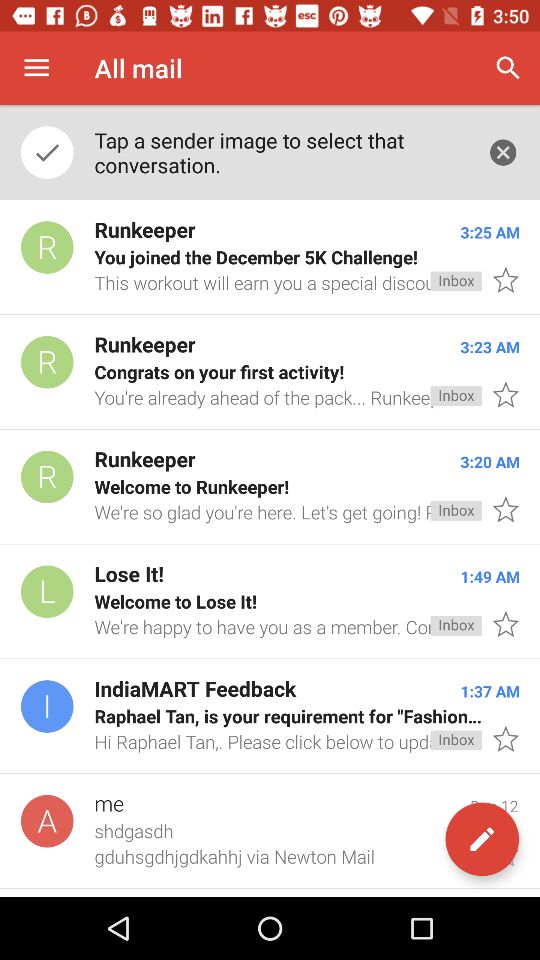 esc 3:50
All mail
Tap a sender image to select that
conversation.
R Runkeeper 3:25 AM
You joined the December 5K Challenge!
This workout will earn you a special discou Inbox
R Runkeeper 3:23 AM
Congrats on your first activity!
You're already ahead of the pack... Runkee Inbox
R Runkeeper 3:20 AM
Welcome to Runkeeper!
We're so glad you're here. Let's get going! Inbox
L Lose It! 1:49 AM
Welcome to Lose It!
We're happy to have you as a member. Co Inbox
I IndiaMART Feedback 1:37 AM
Raphael Tan, is your requirement for "Fashion...
Hi Raphael Tan,. Please click below to upd Inbox
A me 12
shdgasdh
gduhsgdhjgdkahhj via Newton Mail